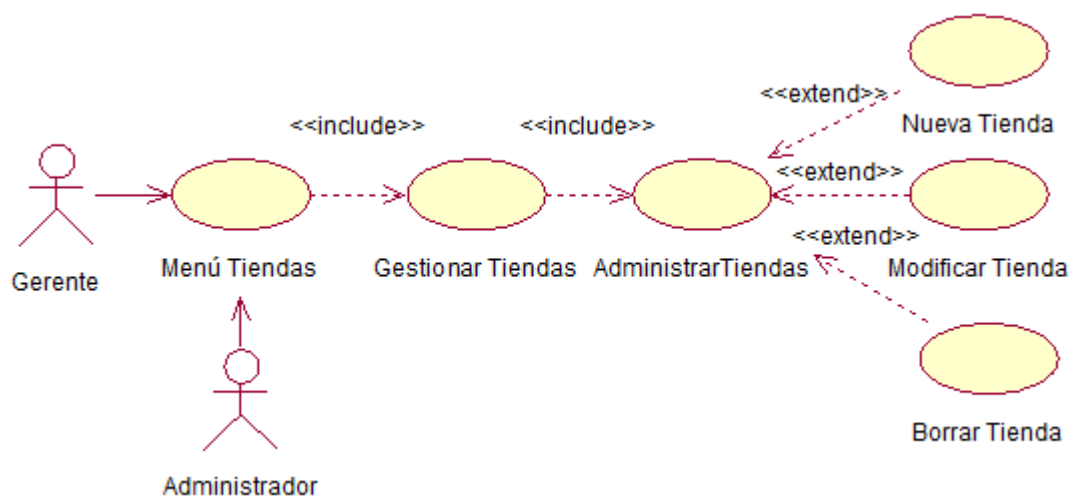 <<extend>>
Nueva Tienda
<<include>>
<<include>>
<<extend>>
<<extend>>
Gerente
Menú Tiendas
Gestionar Tiendas
AdministrarTiendas
Modificar Tienda
Borrar Tienda
Administrador